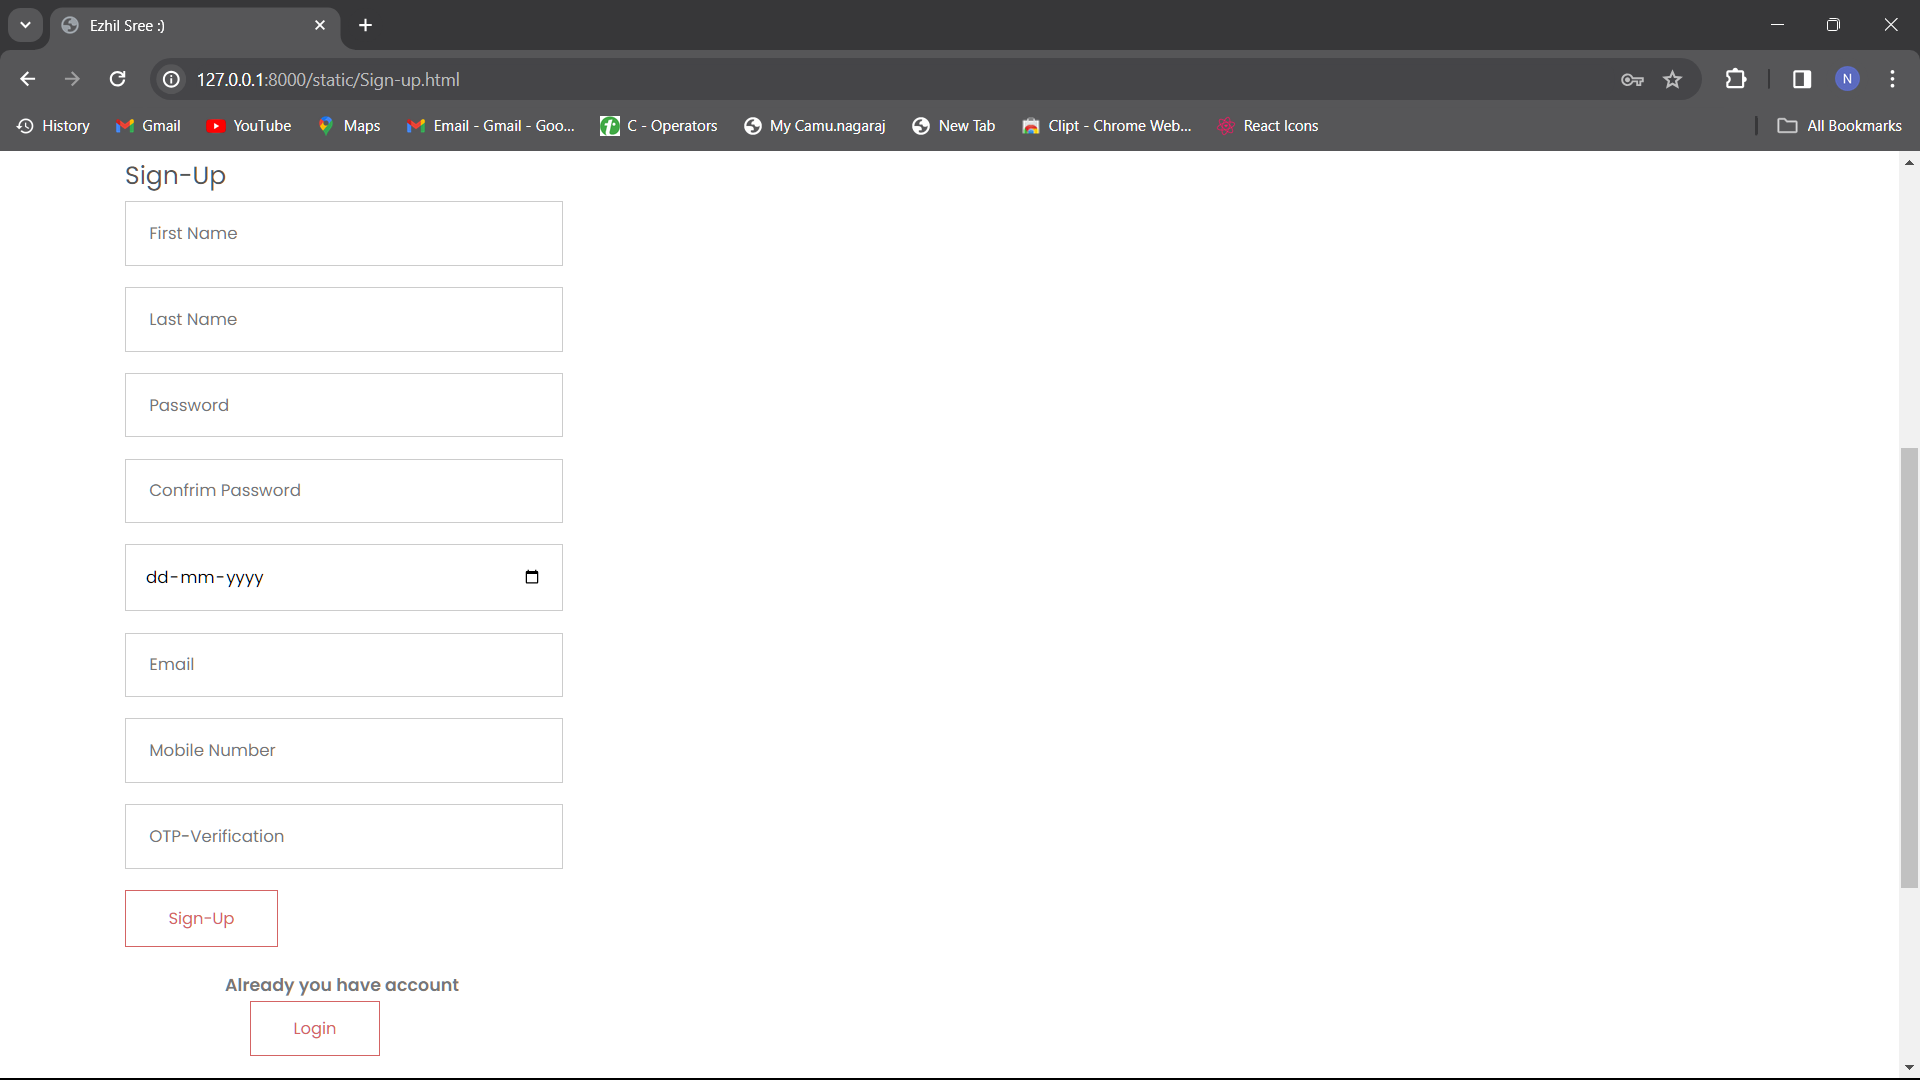 Ezhil Sree :)
127.0.0.1:8000/static/Sign-up.html
N
History Gmail YouTube Maps Email - Gmail - Goo... C - Operators My Camu.nagaraj New Tab Clipt - Chrome Web... React Icons All Bookmarks
Sign-Up
First Name
Last Name
Password
Confrim Password
dd-mm-yyyy
Email
Mobile Number
OTP-Verification
Sign-Up
Already you have account
Login